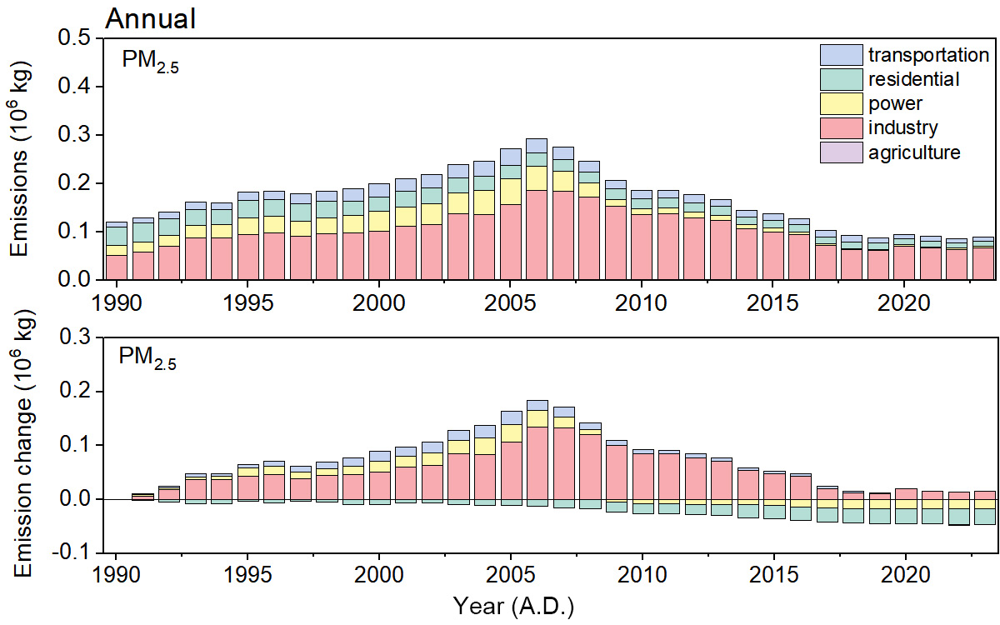 Annual
PM2.5
Emissions (10^6 kg)
0.5
0.4
0.3
0.2
0.1
0.0
transportation
residential
power
industry
agriculture
1990 1995 2000 2005 2010 2015 2020
PM2.5
Emission change (10^6 kg)
0.3
0.2
0.1
0.0
-0.1
1990 1995 2000 2005 2010 2015 2020
Year (A.D.)